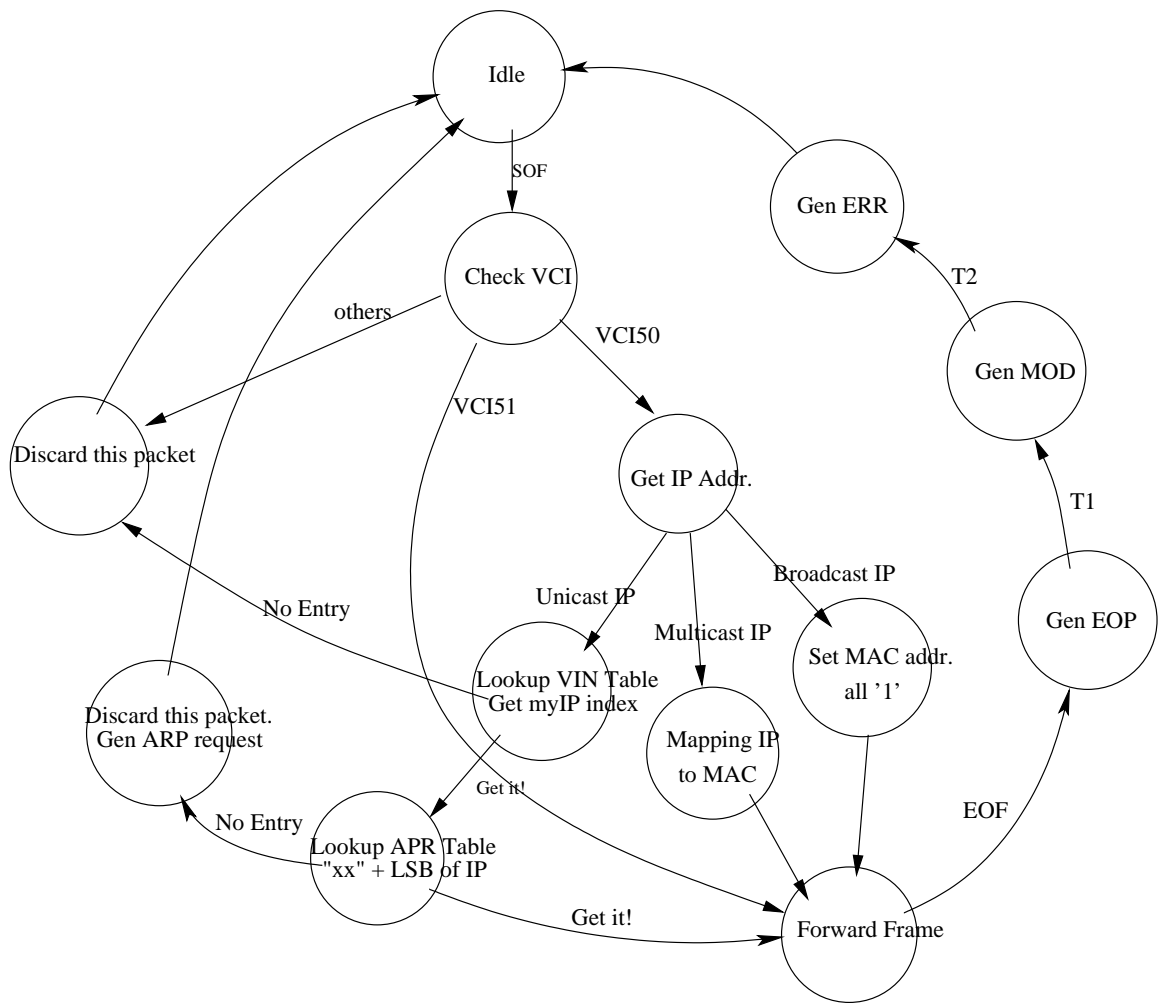 Idle
SOF
Gen ERR
Check VCI
T2
others
VCI50
Gen MOD
VCI51
Discard this packet
Get IP Addr.
T1
Broadcast IP
Unicast IP
No Entry
Multicast IP
Gen EOP
Set MAC addr.
all '1'
Lookup VIN Table
Get myIP index
Discard this packet.
Gen ARP request
Mapping IP
to MAC
Get it!
EOF
No Entry
Lookup APR Table
"xx" + LSB of IP
Get it!
Forward Frame